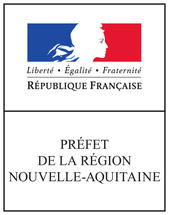 Liberté • Égalité • Fraternité
RÉPUBLIQUE FRANÇAISE
PRÉFET
DE LA RÉGION
NOUVELLE-AQUITAINE